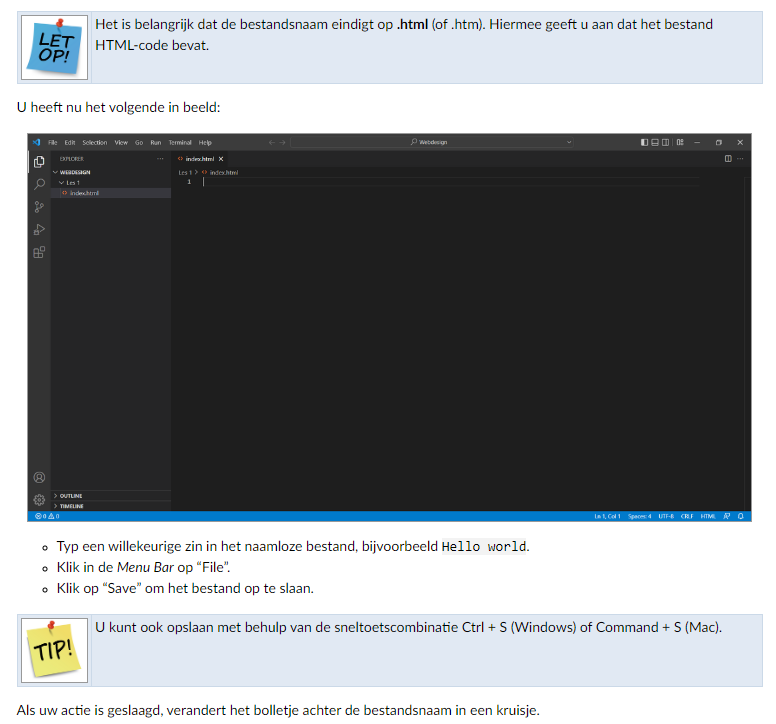 LET
OP!
Het is belangrijk dat de bestandsnaam eindigt op .html (of .htm). Hiermee geeft u aan dat het bestand
HTML-code bevat.
U heeft nu het volgende in beeld:
File Edit Selection View Go Run Terminal Help
Webdesign
EXPLORER
index.html
WEBDESIGN
Les 1 > index.html
Les 1
1
index.html
OUTLINE
TIMELINE
0 0
Ln 1, Col 1 Spaces: 4 UTF-8 CRLF HTML
Typ een willekeurige zin in het naamloze bestand, bijvoorbeeld Hello world.
Klik in de Menu Bar op “File”.
Klik op “Save” om het bestand op te slaan.
TIP!
U kunt ook opslaan met behulp van de sneltoetscombinatie Ctrl + S (Windows) of Command + S (Mac).
Als uw actie is geslaagd, verandert het bolletje achter de bestandsnaam in een kruisje.